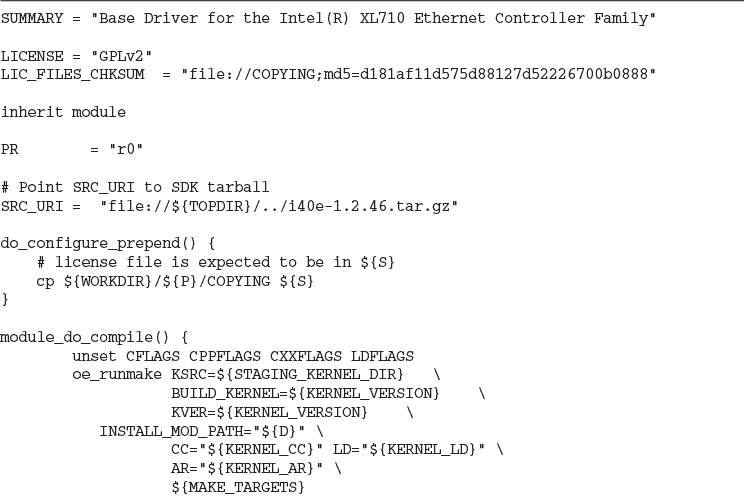 SUMMARY = "Base Driver for the Intel(R) XL710 Ethernet Controller Family"
LICENSE = "GPLv2"
LIC_FILES_CHKSUM = "file://COPYING;md5=d181af11d575d88127d52226700b0888"
inherit module
PR = "r0"
# Point SRC_URI to SDK tarball
SRC_URI = "file://${TOPDIR}/../i40e-1.2.46.tar.gz"
do_configure_prepend() {
# license file is expected to be in ${S}
cp ${WORKDIR}/${P}/COPYING ${S}
}
module_do_compile() {
unset CFLAGS CPPFLAGS CXXFLAGS LDFLAGS
oe_runmake KSRC=${STAGING_KERNEL_DIR} \
BUILD_KERNEL=${KERNEL_VERSION} \
KVER=${KERNEL_VERSION} \
INSTALL_MOD_PATH="${D}" \
CC="${KERNEL_CC}" LD="${KERNEL_LD}" \
AR="${KERNEL_AR}" \
${MAKE_TARGETS}